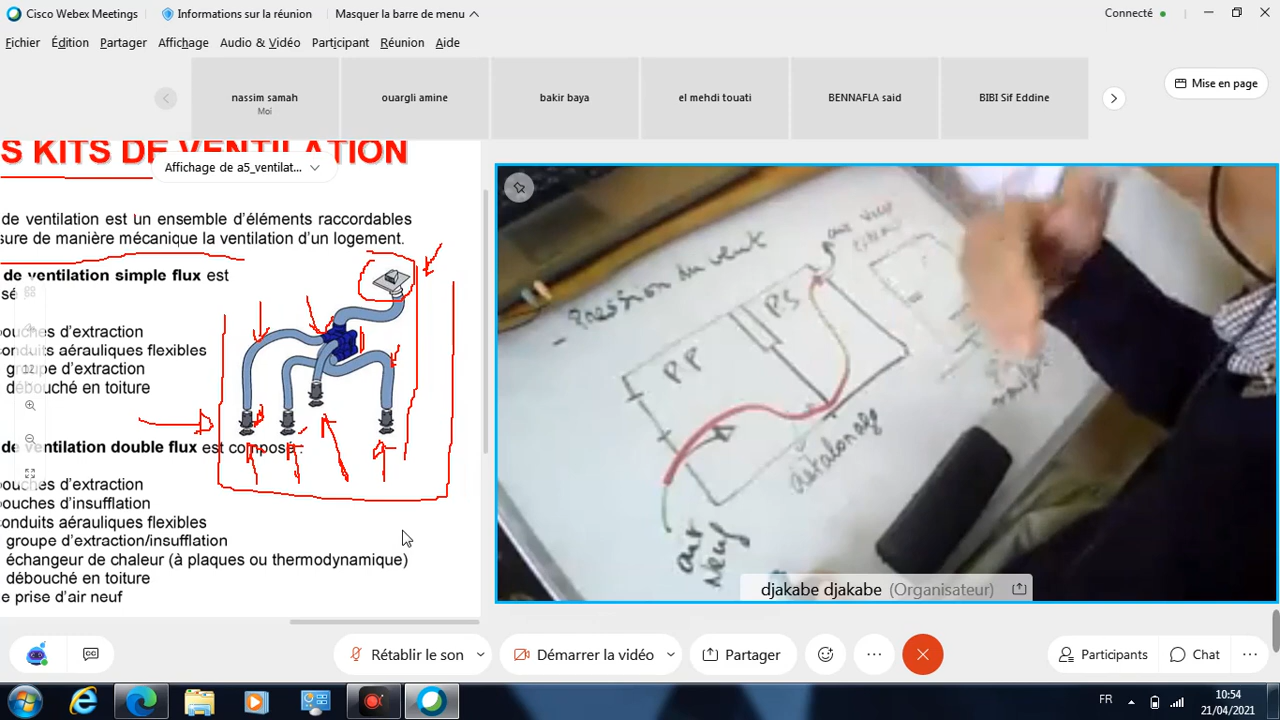 Cisco Webex Meetings
Informations sur la réunion
Masquer la barre de menu
Connecté
Fichier
Édition
Partager
Affichage
Audio & Vidéo
Participant
Réunion
Aide
nassim samah
Moi
ouargli amine
bakir baya
el mehdi touati
BENNAFLA said
BIBI Sif Eddine
Mise en page
S KITS DE VENTILATION
Affichage de a5_ventilat...
de ventilation est un ensemble d'éléments raccordables
sure de manière mécanique la ventilation d'un logement.
de ventilation simple flux est
sé
ouches d'extraction
onduits aérauliques flexibles
groupe d'extraction
débouché en toiture
de ventilation double flux est composé :
ouches d'extraction
ouches d'insufflation
onduits aérauliques flexibles
groupe d'extraction/insufflation
échangeur de chaleur (à plaques ou thermodynamique)
débouché en toiture
e prise d'air neuf
Pression du vent
PP
PS
air
Neuf
djakabe djakabe (Organisateur)
Rétablir le son
Démarrer la vidéo
Partager
Participants
Chat
FR
10:54
21/04/2021